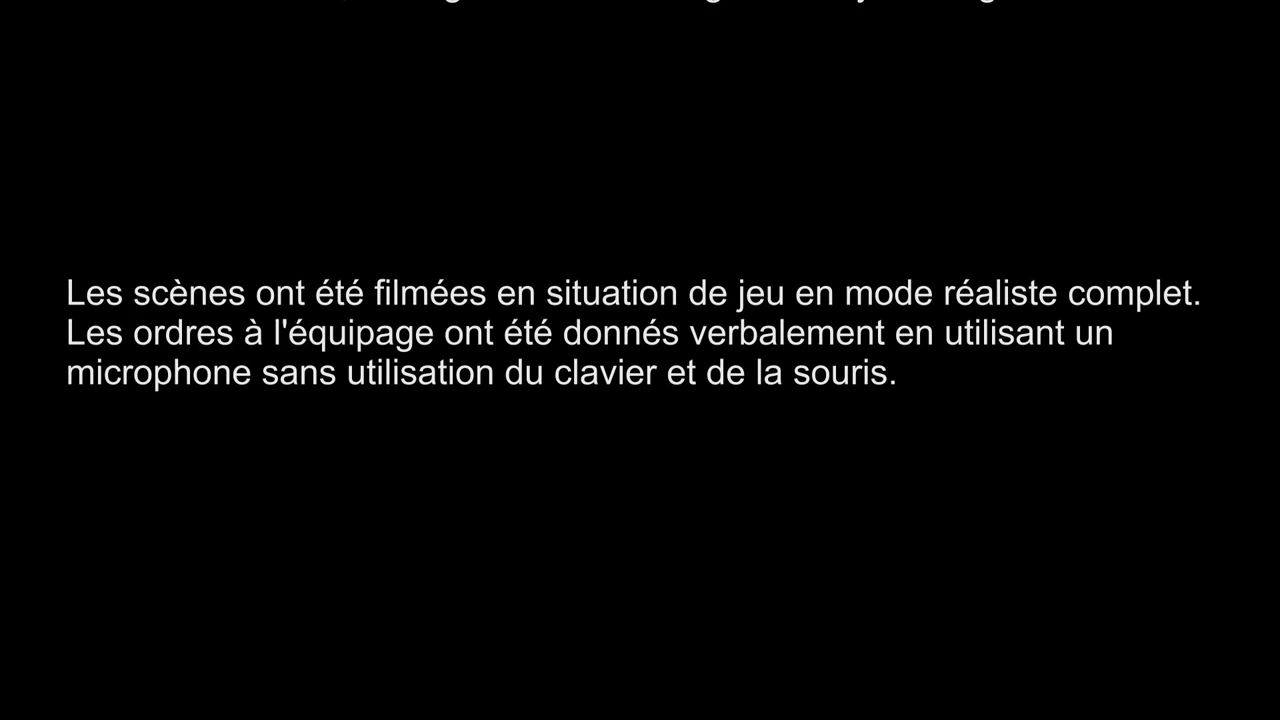 Les scènes ont été filmées en situation de jeu en mode réaliste complet.
Les ordres à l'équipage ont été donnés verbalement en utilisant un
microphone sans utilisation du clavier et de la souris.